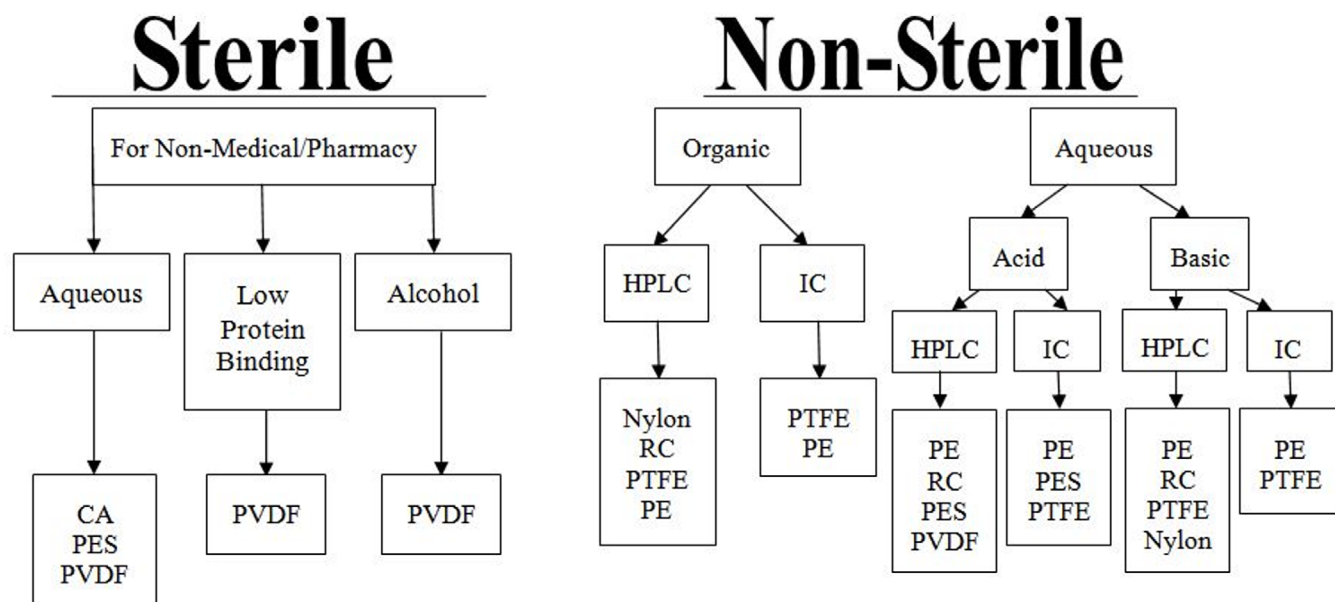 Sterile
For Non-Medical/Pharmacy
Aqueous
Low
Protein
Binding
Alcohol
CA
PES
PVDF
PVDF
PVDF
Non-Sterile
Organic
Aqueous
HPLC
IC
Acid
Basic
HPLC
IC
HPLC
IC
Nylon
RC
PTFE
PE
PTFE
PE
PE
RC
PES
PVDF
PE
PES
PTFE
PE
RC
PTFE
Nylon
PE
PTFE